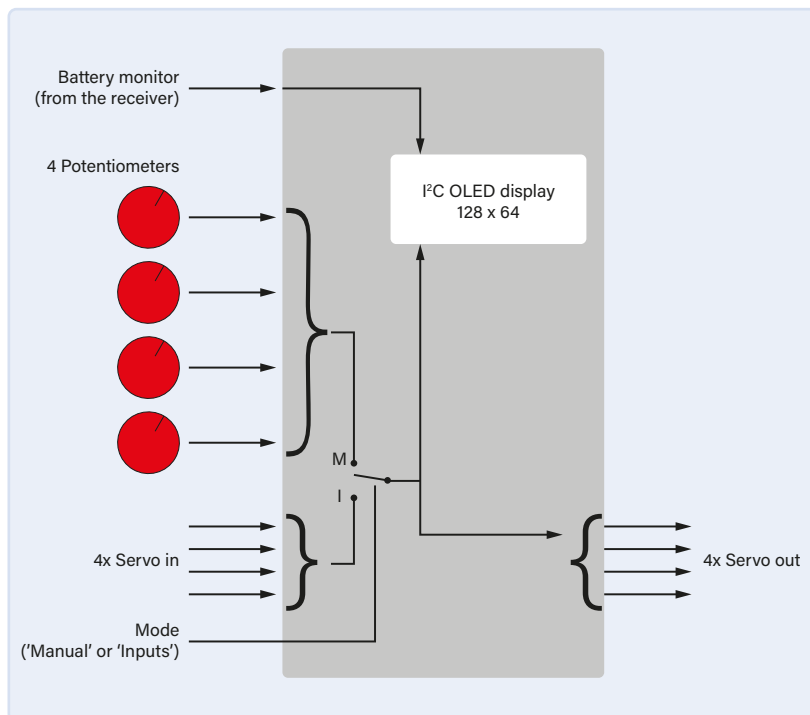 Battery monitor
(from the receiver)
4 Potentiometers
I²C OLED display
128 x 64
M
I
4x Servo in
4x Servo out
Mode
('Manual' or 'Inputs')